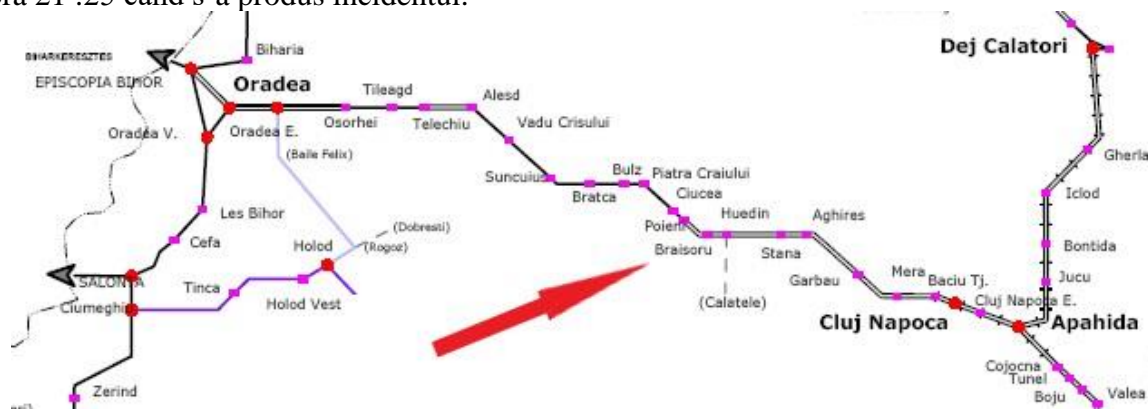 21 :25 când s-a produs incidentul.
Dej Calatori
BIHARKERESZTES
Biharia
EPISCOPIA BIHOR
Oradea
Tileagd
Alesd
Oradea V.
Oradea E.
Osorhei
Telechiu
Vadu Crisului
Gherla
(Baile Felix)
Suncuius
Bulz
Piatra Craiului
Bratca
Ciucea
Iclod
Les Bihor
(Dobresti)
Poieni
Huedin
Aghires
Cefa
Holod
(Rogoz)
Braisoru
Stana
Bontida
SALONTA
Tinca
Holod Vest
Garbau
Mera
Baciu Tj.
Jucu
Ciumeghiu
(Calatele)
Cluj Napoca E.
Cluj Napoca
Apahida
Cojocna
Tunel
Zerind
Boju
Valea